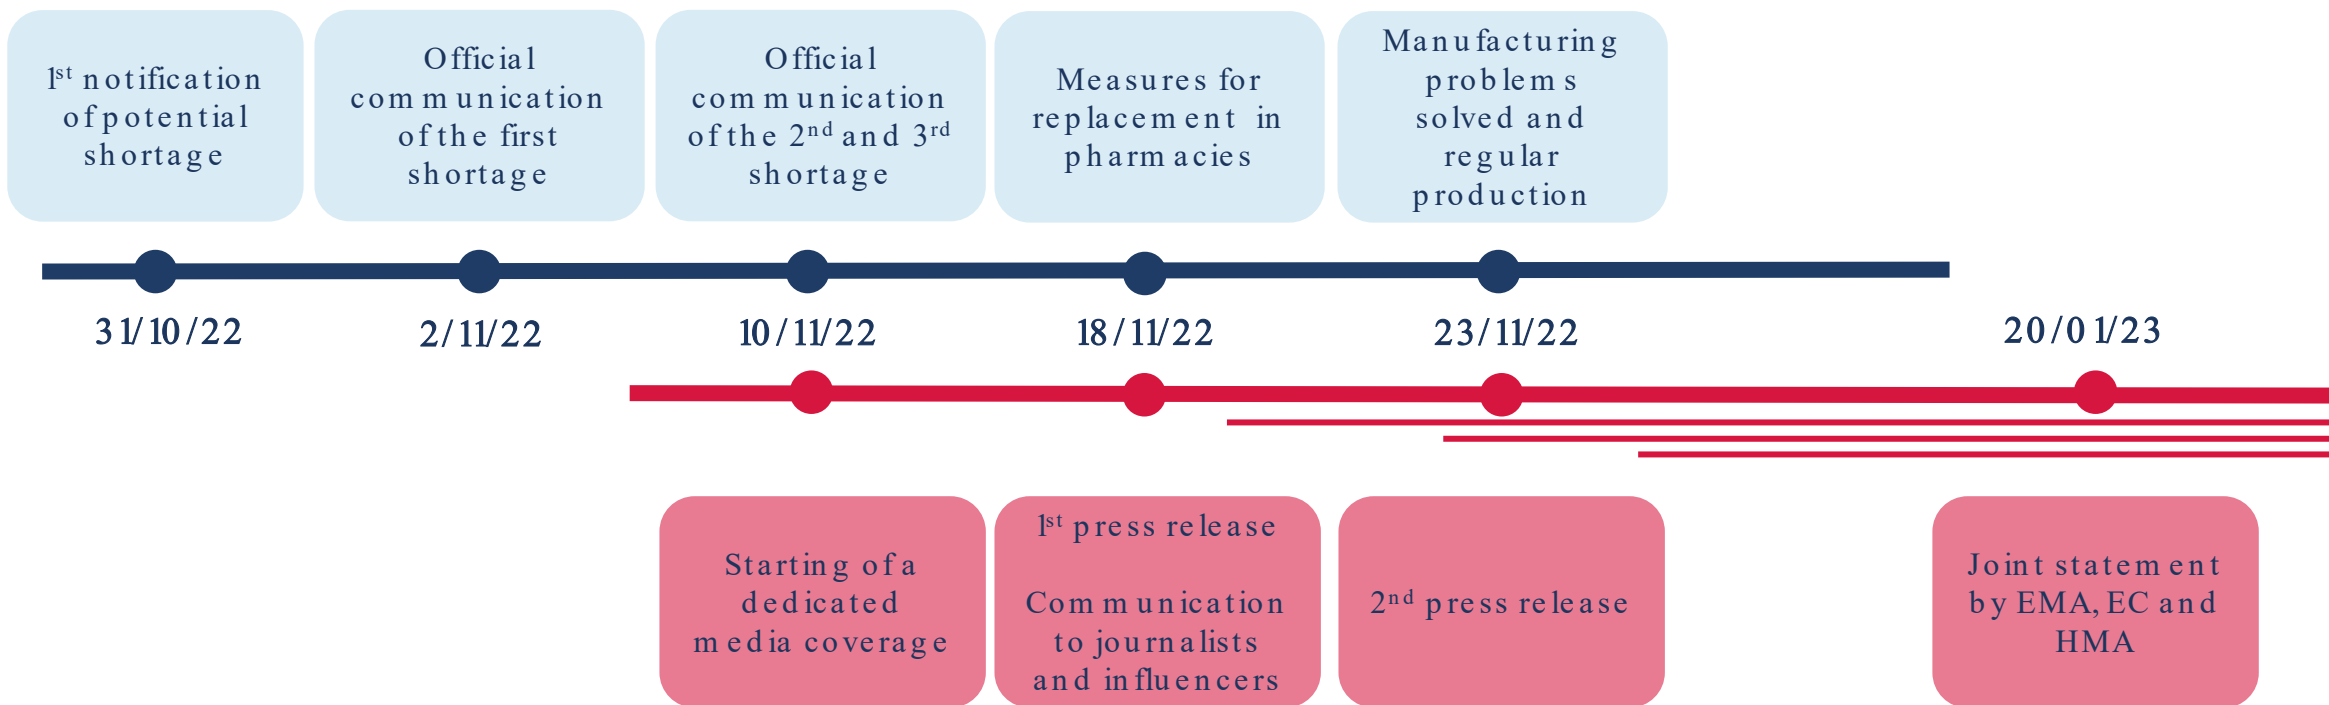 1st notification
of potential
shortage
Official
communication
of the first
shortage
Official
communication
of the 2nd and 3rd
shortage
Measures for
replacement in
pharmacies
Manufacturing
problems
solved and
regular
production
31/10/22
2/11/22
10/11/22
18/11/22
23/11/22
20/01/23
Starting of a
dedicated
media coverage
1st press release
Communication
to journalists
and influencers
2nd press release
Joint statement
by EMA, EC and
HMA